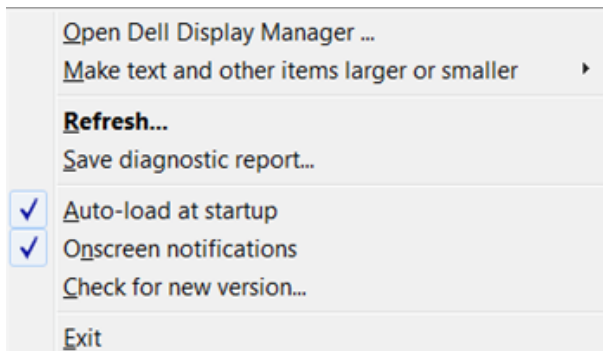 Open Dell Display Manager ...
Make text and other items larger or smaller
Refresh...
Save diagnostic report...
Auto-load at startup
Onscreen notifications
Check for new version...
Exit